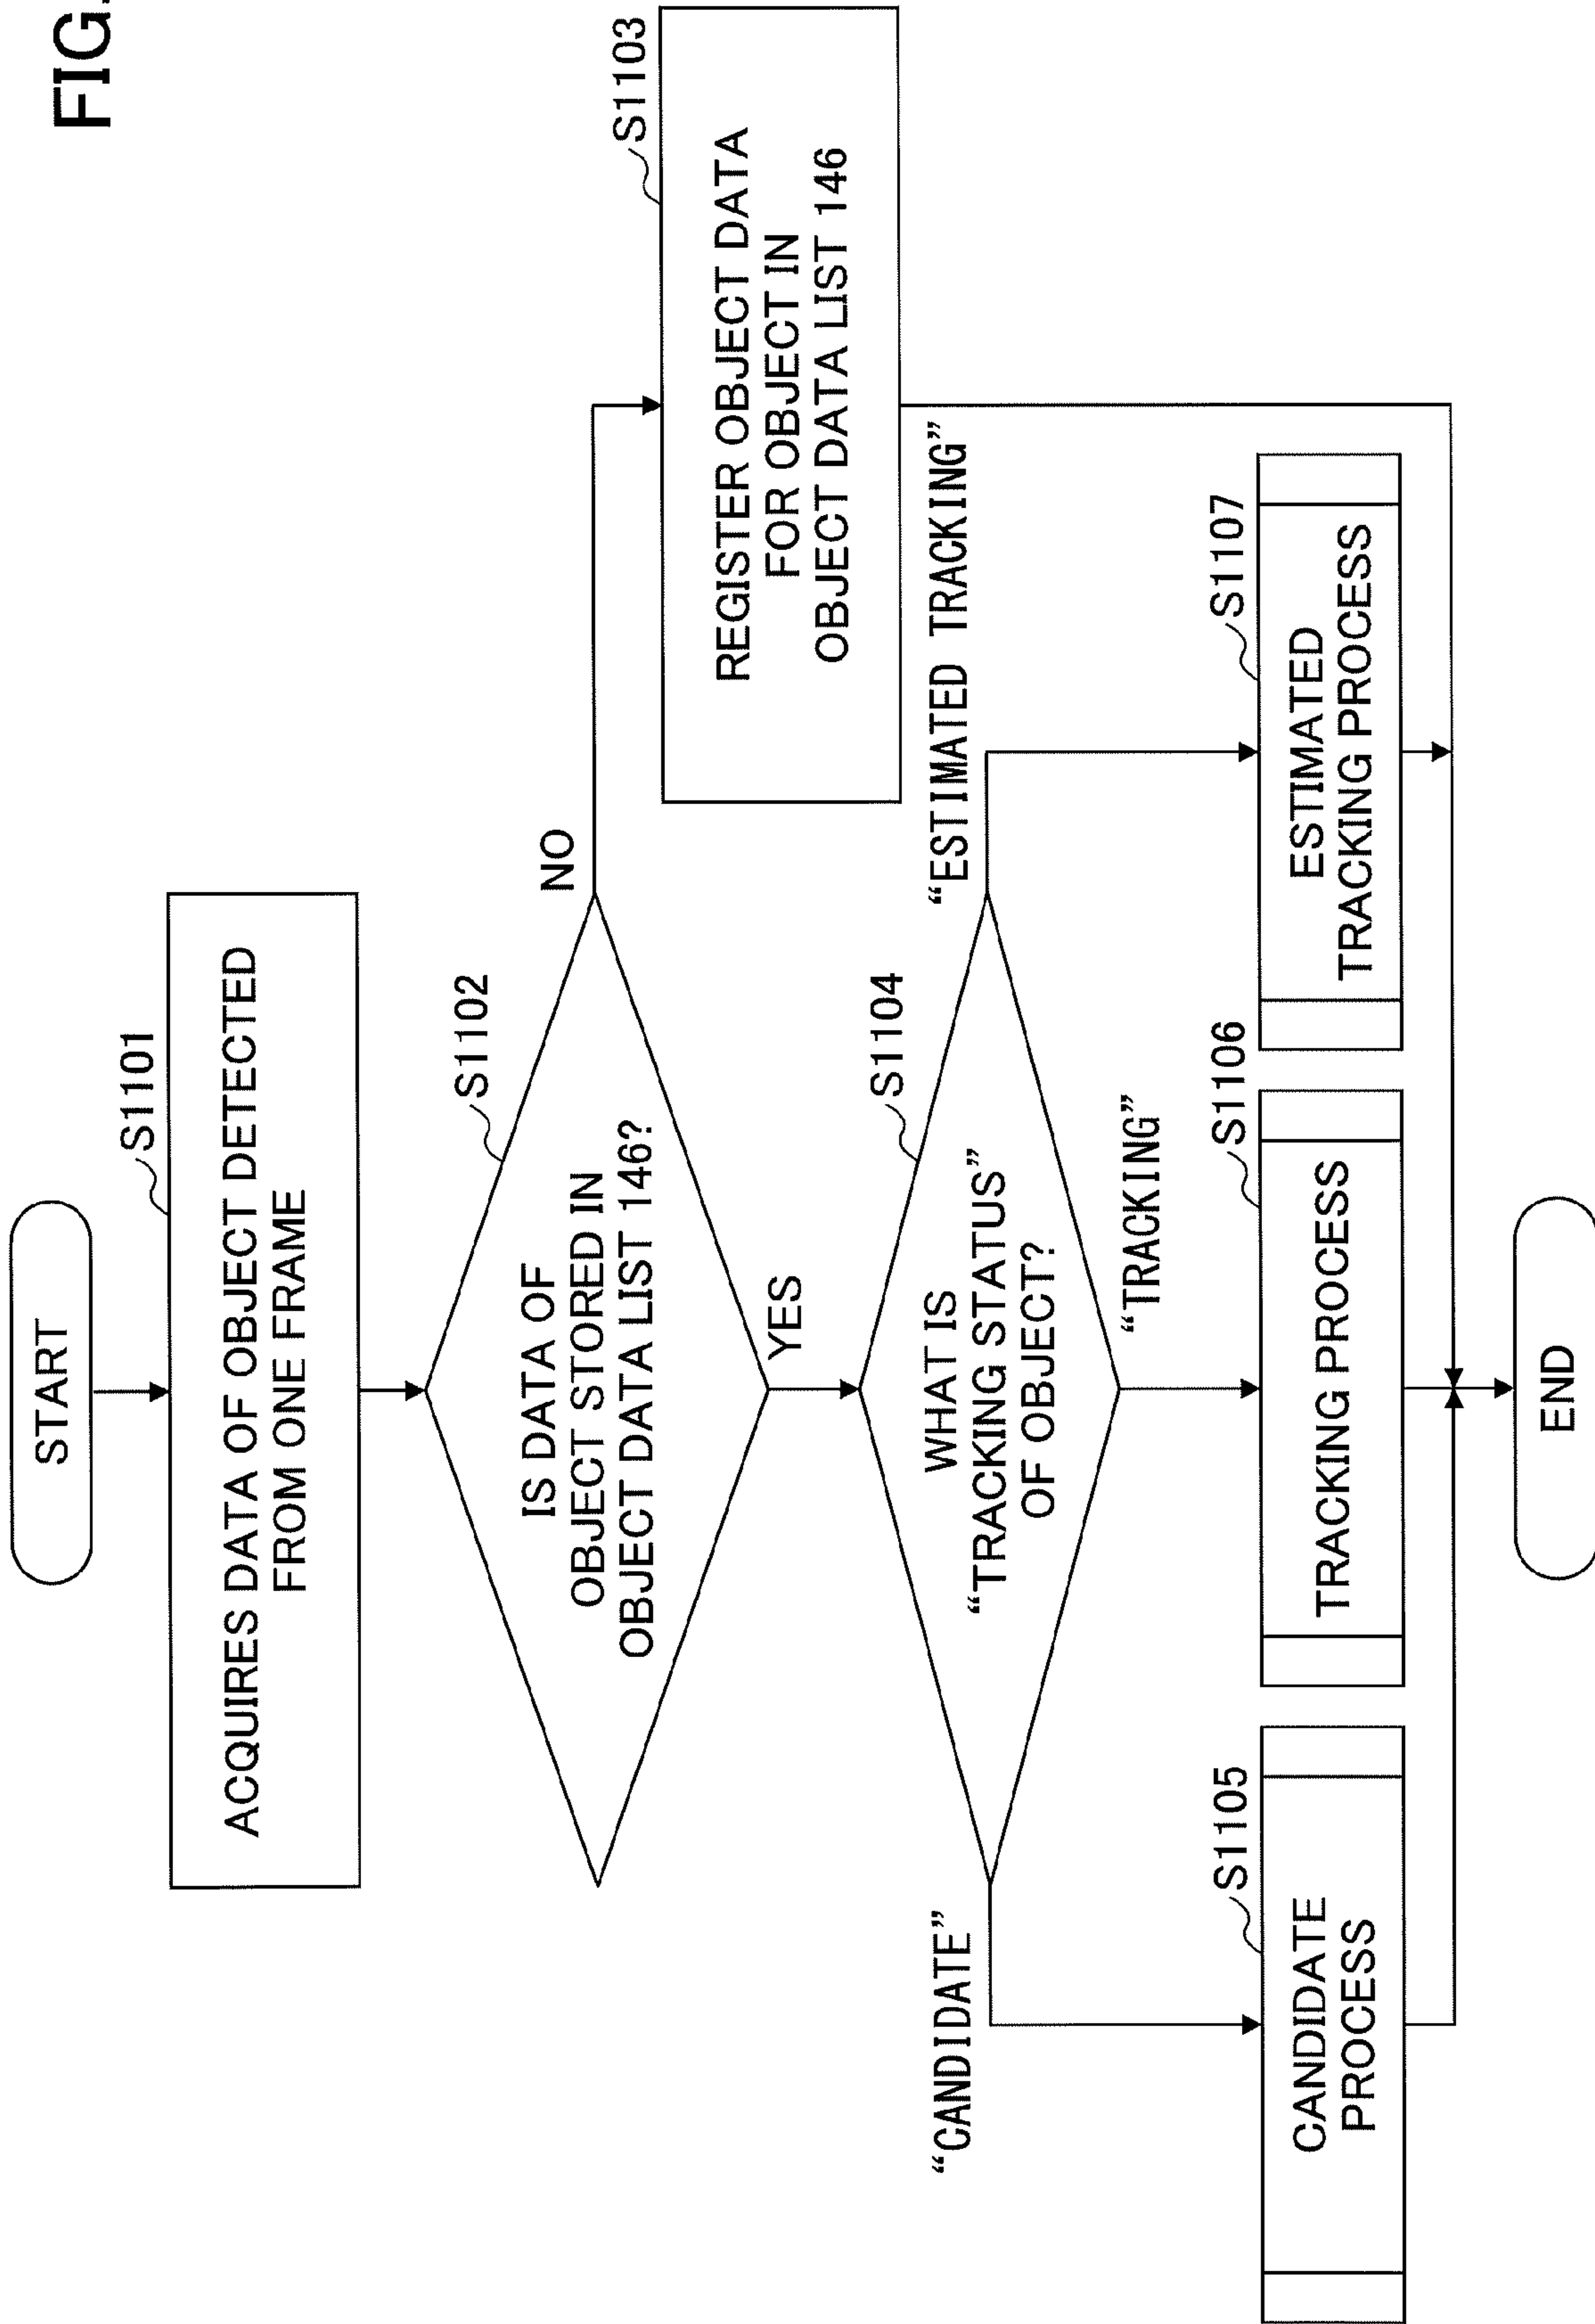 FIG.
START
S1101
ACQUIRES DATA OF OBJECT DETECTED
FROM ONE FRAME
S1102
IS DATA OF
OBJECT STORED IN
OBJECT DATA LIST 146?
NO
YES
S1103
REGISTER OBJECT DATA
FOR OBJECT IN
OBJECT DATA LIST 146
S1104
WHAT IS
“TRACKING STATUS”
OF OBJECT?
“CANDIDATE”
“TRACKING”
“ESTIMATED TRACKING”
S1105
CANDIDATE
PROCESS
S1106
TRACKING PROCESS
S1107
ESTIMATED
TRACKING PROCESS
END